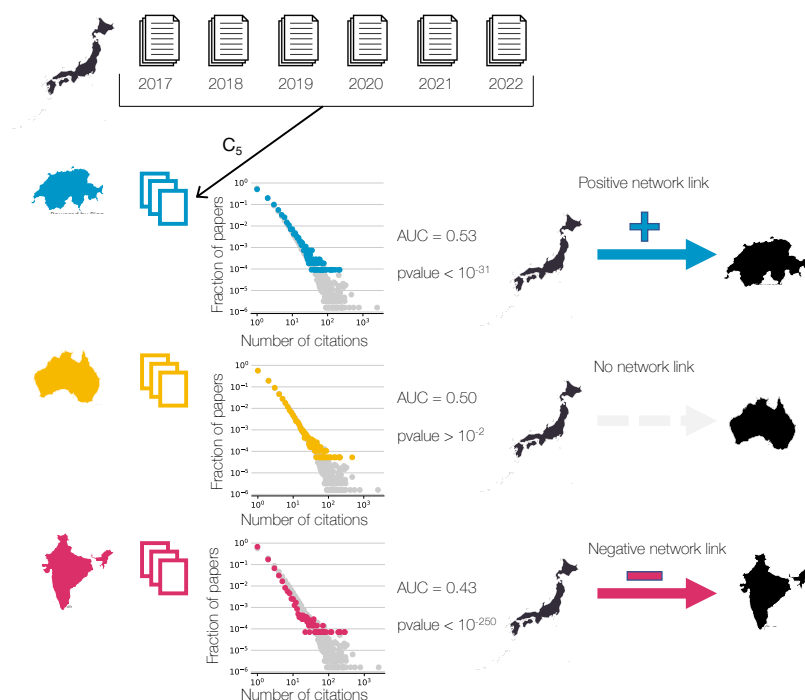 2017 2018 2019 2020 2021 2022
C5
Positive network link
10^0
10^-1
10^-2
10^-3
10^-4
10^-5
10^-6
Fraction of papers
10^0 10^1 10^2 10^3
Number of citations
AUC = 0.53
pvalue < 10^-31
No network link
10^0
10^-1
10^-2
10^-3
10^-4
10^-5
10^-6
Fraction of papers
10^0 10^1 10^2 10^3
Number of citations
AUC = 0.50
pvalue > 10^-2
Negative network link
10^0
10^-1
10^-2
10^-3
10^-4
10^-5
10^-6
Fraction of papers
10^0 10^1 10^2 10^3
Number of citations
AUC = 0.43
pvalue < 10^-250